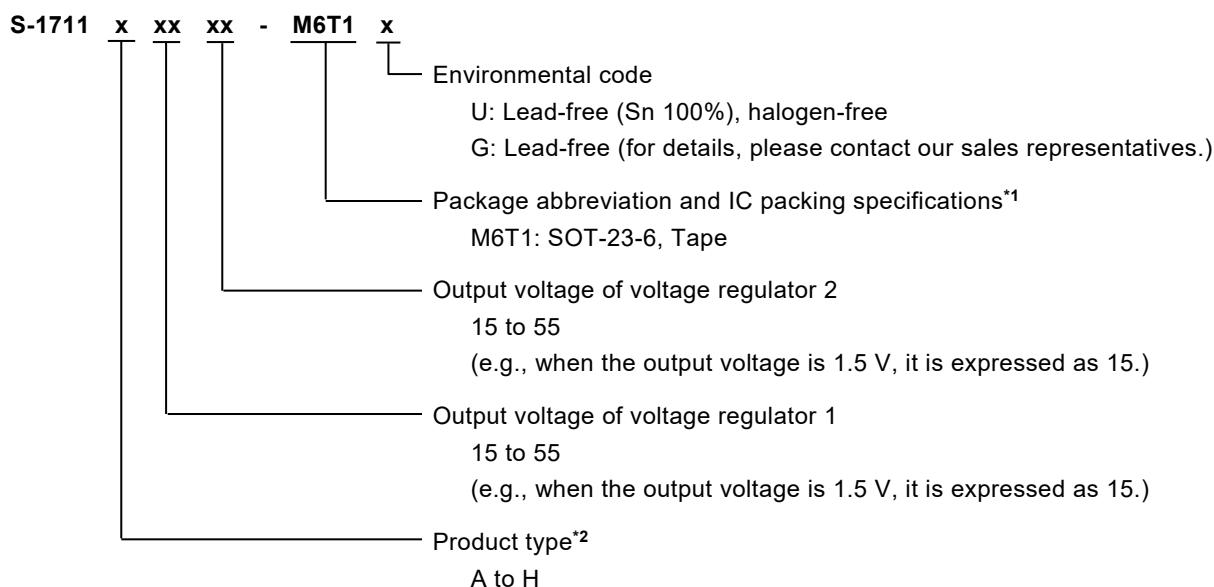 S-1711 x xx xx - M6T1 x
Environmental code
U: Lead-free (Sn 100%), halogen-free
G: Lead-free (for details, please contact our sales representatives.)
Package abbreviation and IC packing specifications*1
M6T1: SOT-23-6, Tape
Output voltage of voltage regulator 2
15 to 55
(e.g., when the output voltage is 1.5 V, it is expressed as 15.)
Output voltage of voltage regulator 1
15 to 55
(e.g., when the output voltage is 1.5 V, it is expressed as 15.)
Product type*2
A to H